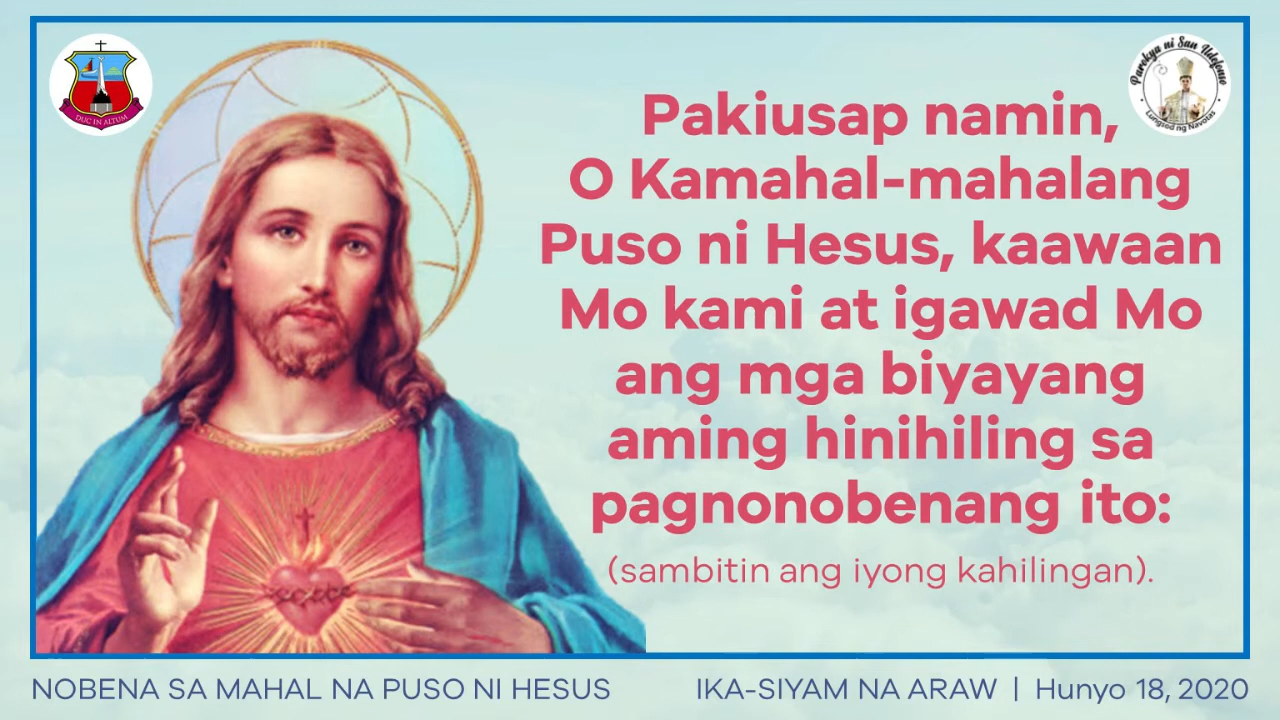 DUC IN ALTUM
Parokya ni San Ildefonso
Lungsod ng Navotas
Pakiusap namin,
O Kamahal-mahalang
Puso ni Hesus, kaawaan
Mo kami at igawad Mo
ang mga biyayang
aming hinihiling sa
pagnonobenang ito:
(sambitin ang iyong kahilingan).
NOBENA SA MAHAL NA PUSO NI HESUS
IKA-SIYAM NA ARAW | Hunyo 18, 2020